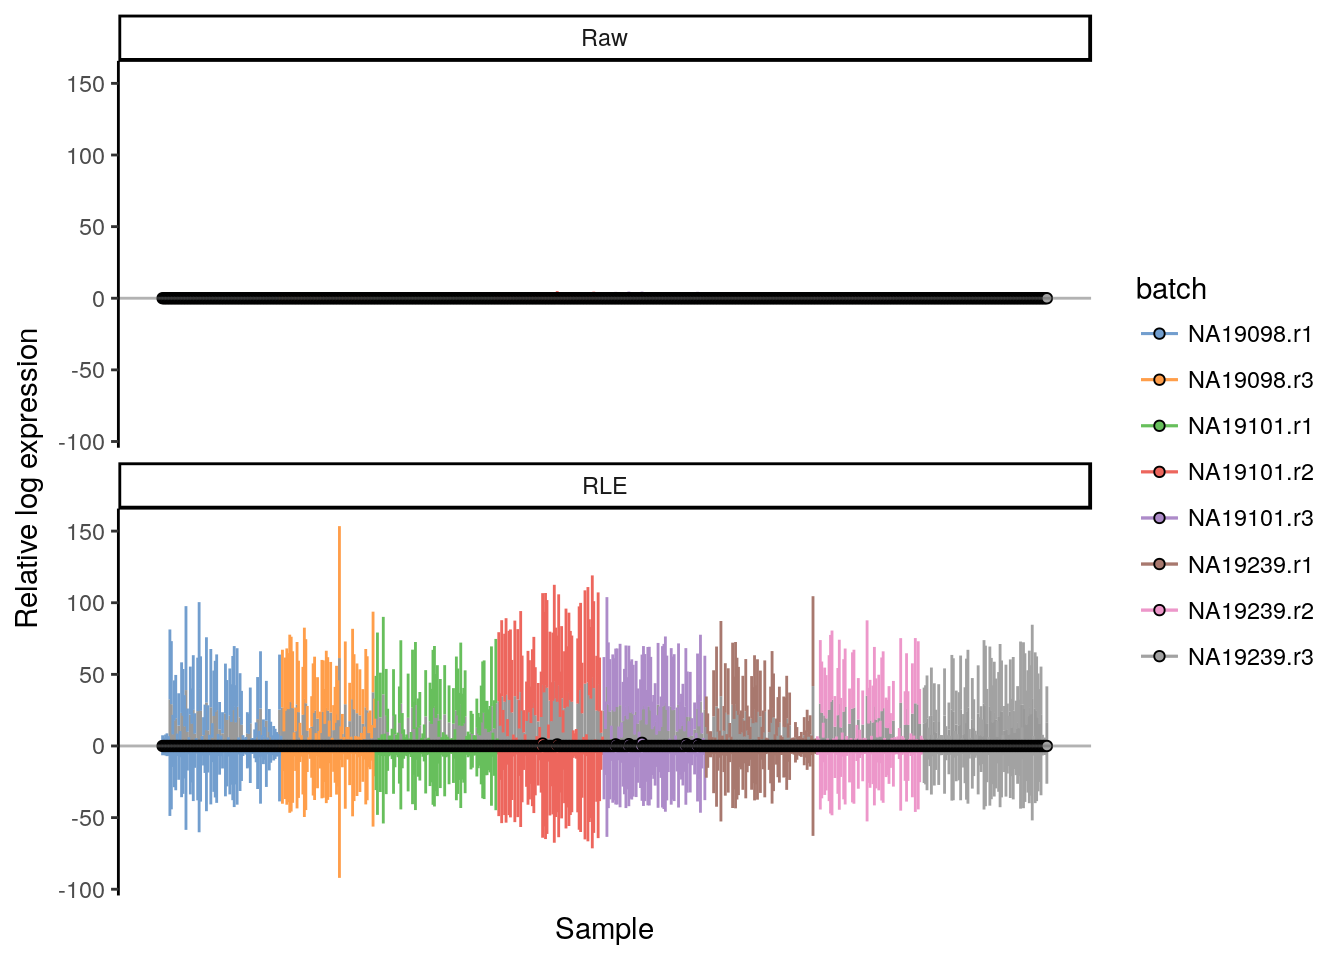 Raw
150
100
50
0
-50
-100
Relative log expression
RLE
150
100
50
0
-50
-100
Sample
batch
NA19098.r1
NA19098.r3
NA19101.r1
NA19101.r2
NA19101.r3
NA19239.r1
NA19239.r2
NA19239.r3